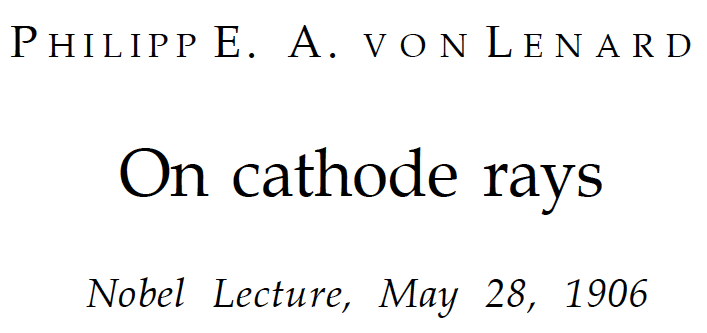 PHILIPP E. A. VON LENARD
On cathode rays
Nobel Lecture, May 28, 1906